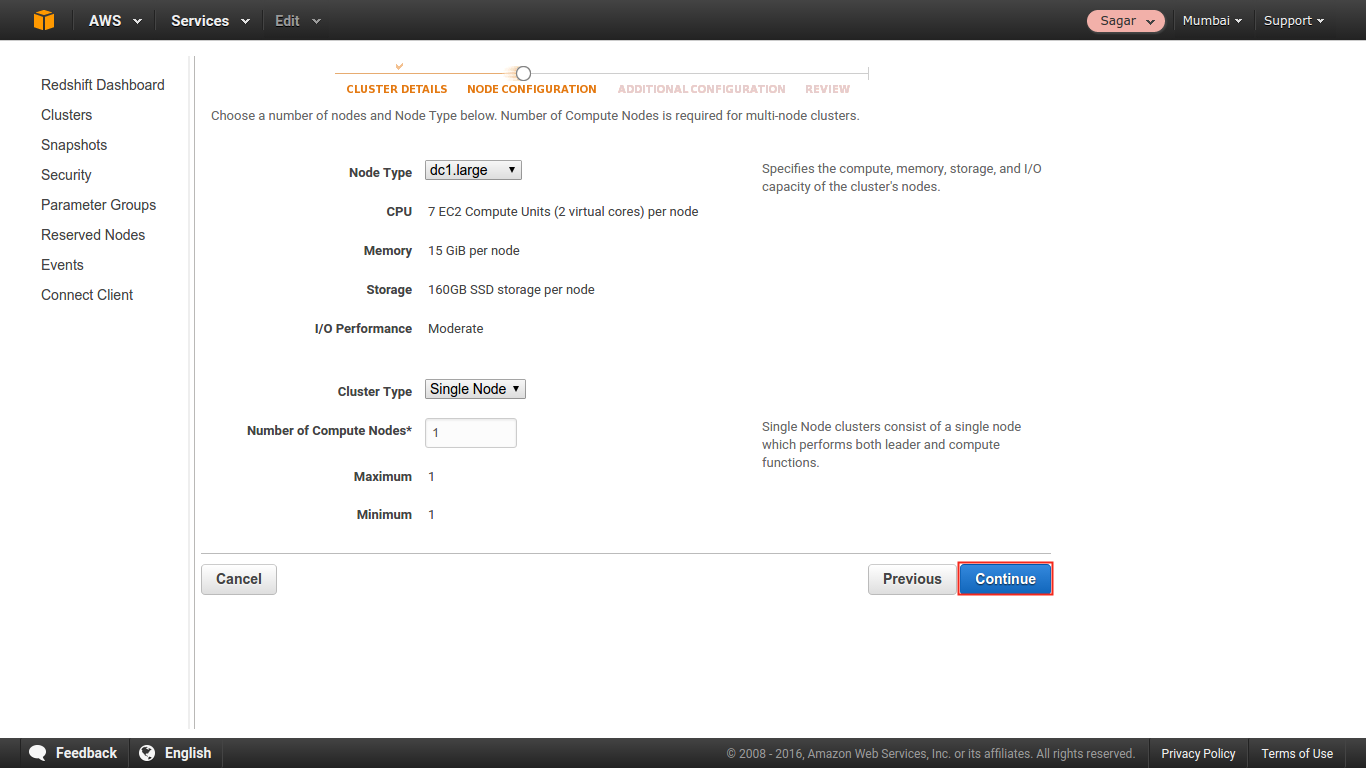 AWS Services Edit Sagar Mumbai Support
Redshift Dashboard
Clusters
Snapshots
Security
Parameter Groups
Reserved Nodes
Events
Connect Client
CLUSTER DETAILS NODE CONFIGURATION ADDITIONAL CONFIGURATION REVIEW
Choose a number of nodes and Node Type below. Number of Compute Nodes is required for multi-node clusters.
Node Type dc1.large
Specifies the compute, memory, storage, and I/O
capacity of the cluster's nodes.
CPU 7 EC2 Compute Units (2 virtual cores) per node
Memory 15 GiB per node
Storage 160GB SSD storage per node
I/O Performance Moderate
Cluster Type Single Node
Number of Compute Nodes* 1
Single Node clusters consist of a single node
which performs both leader and compute
functions.
Maximum 1
Minimum 1
Cancel Previous Continue
Feedback English © 2008 - 2016, Amazon Web Services, Inc. or its affiliates. All rights reserved. Privacy Policy Terms of Use